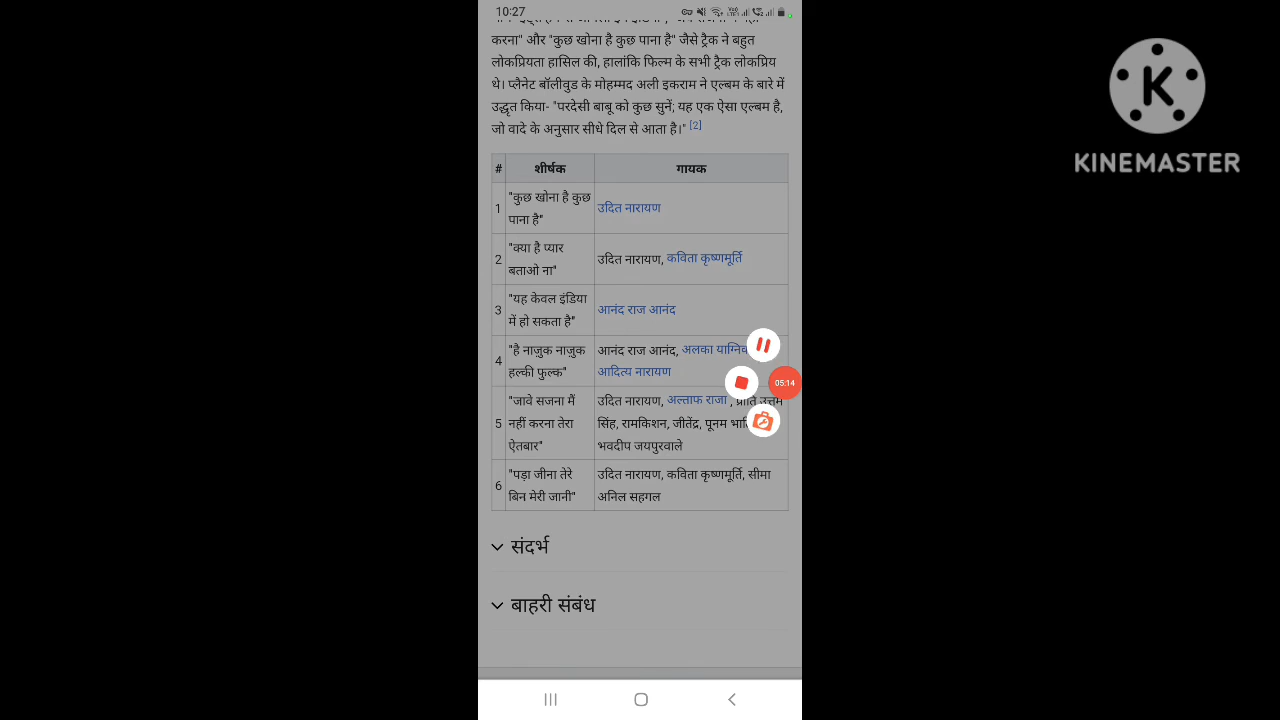 10:27
करना" और "कुछ खोना है कुछ पाना है" जैसे ट्रैक ने बहुत
लोकप्रियता हासिल की, हालांकि फिल्म के सभी ट्रैक लोकप्रिय
थे। प्लैनेट बॉलीवुड के मोहम्मद अली इकराम ने एल्बम के बारे में
उद्धृत किया- "परदेसी बाबू को कुछ सुनें; यह एक ऐसा एल्बम है,
जो वादे के अनुसार सीधे दिल से आता है।" [2]
# शीर्षक गायक
1 "कुछ खोना है कुछ पाना है" उदित नारायण
2 "क्या है प्यार बताओ ना" उदित नारायण, कविता कृष्णमूर्ति
3 "यह केवल इंडिया में हो सकता है" आनंद राज आनंद
4 "है नाज़ुक नाज़ुक हल्की फुल्क" आनंद राज आनंद, अलका याग्निक आदित्य नारायण
5 "जावे सजना मैं नहीं करना तेरा ऐतबार" उदित नारायण, अल्ताफ राजा , प्रीति उत्तम सिंह, रामकिशन, जीतेंद्र, पूनम भवदीप जयपुरवाले
6 "पड़ा जीना तेरे बिन मेरी जानी" उदित नारायण, कविता कृष्णमूर्ति, सीमा अनिल सहगल
संदर्भ
बाहरी संबंध
05:14
K
KINEMASTER